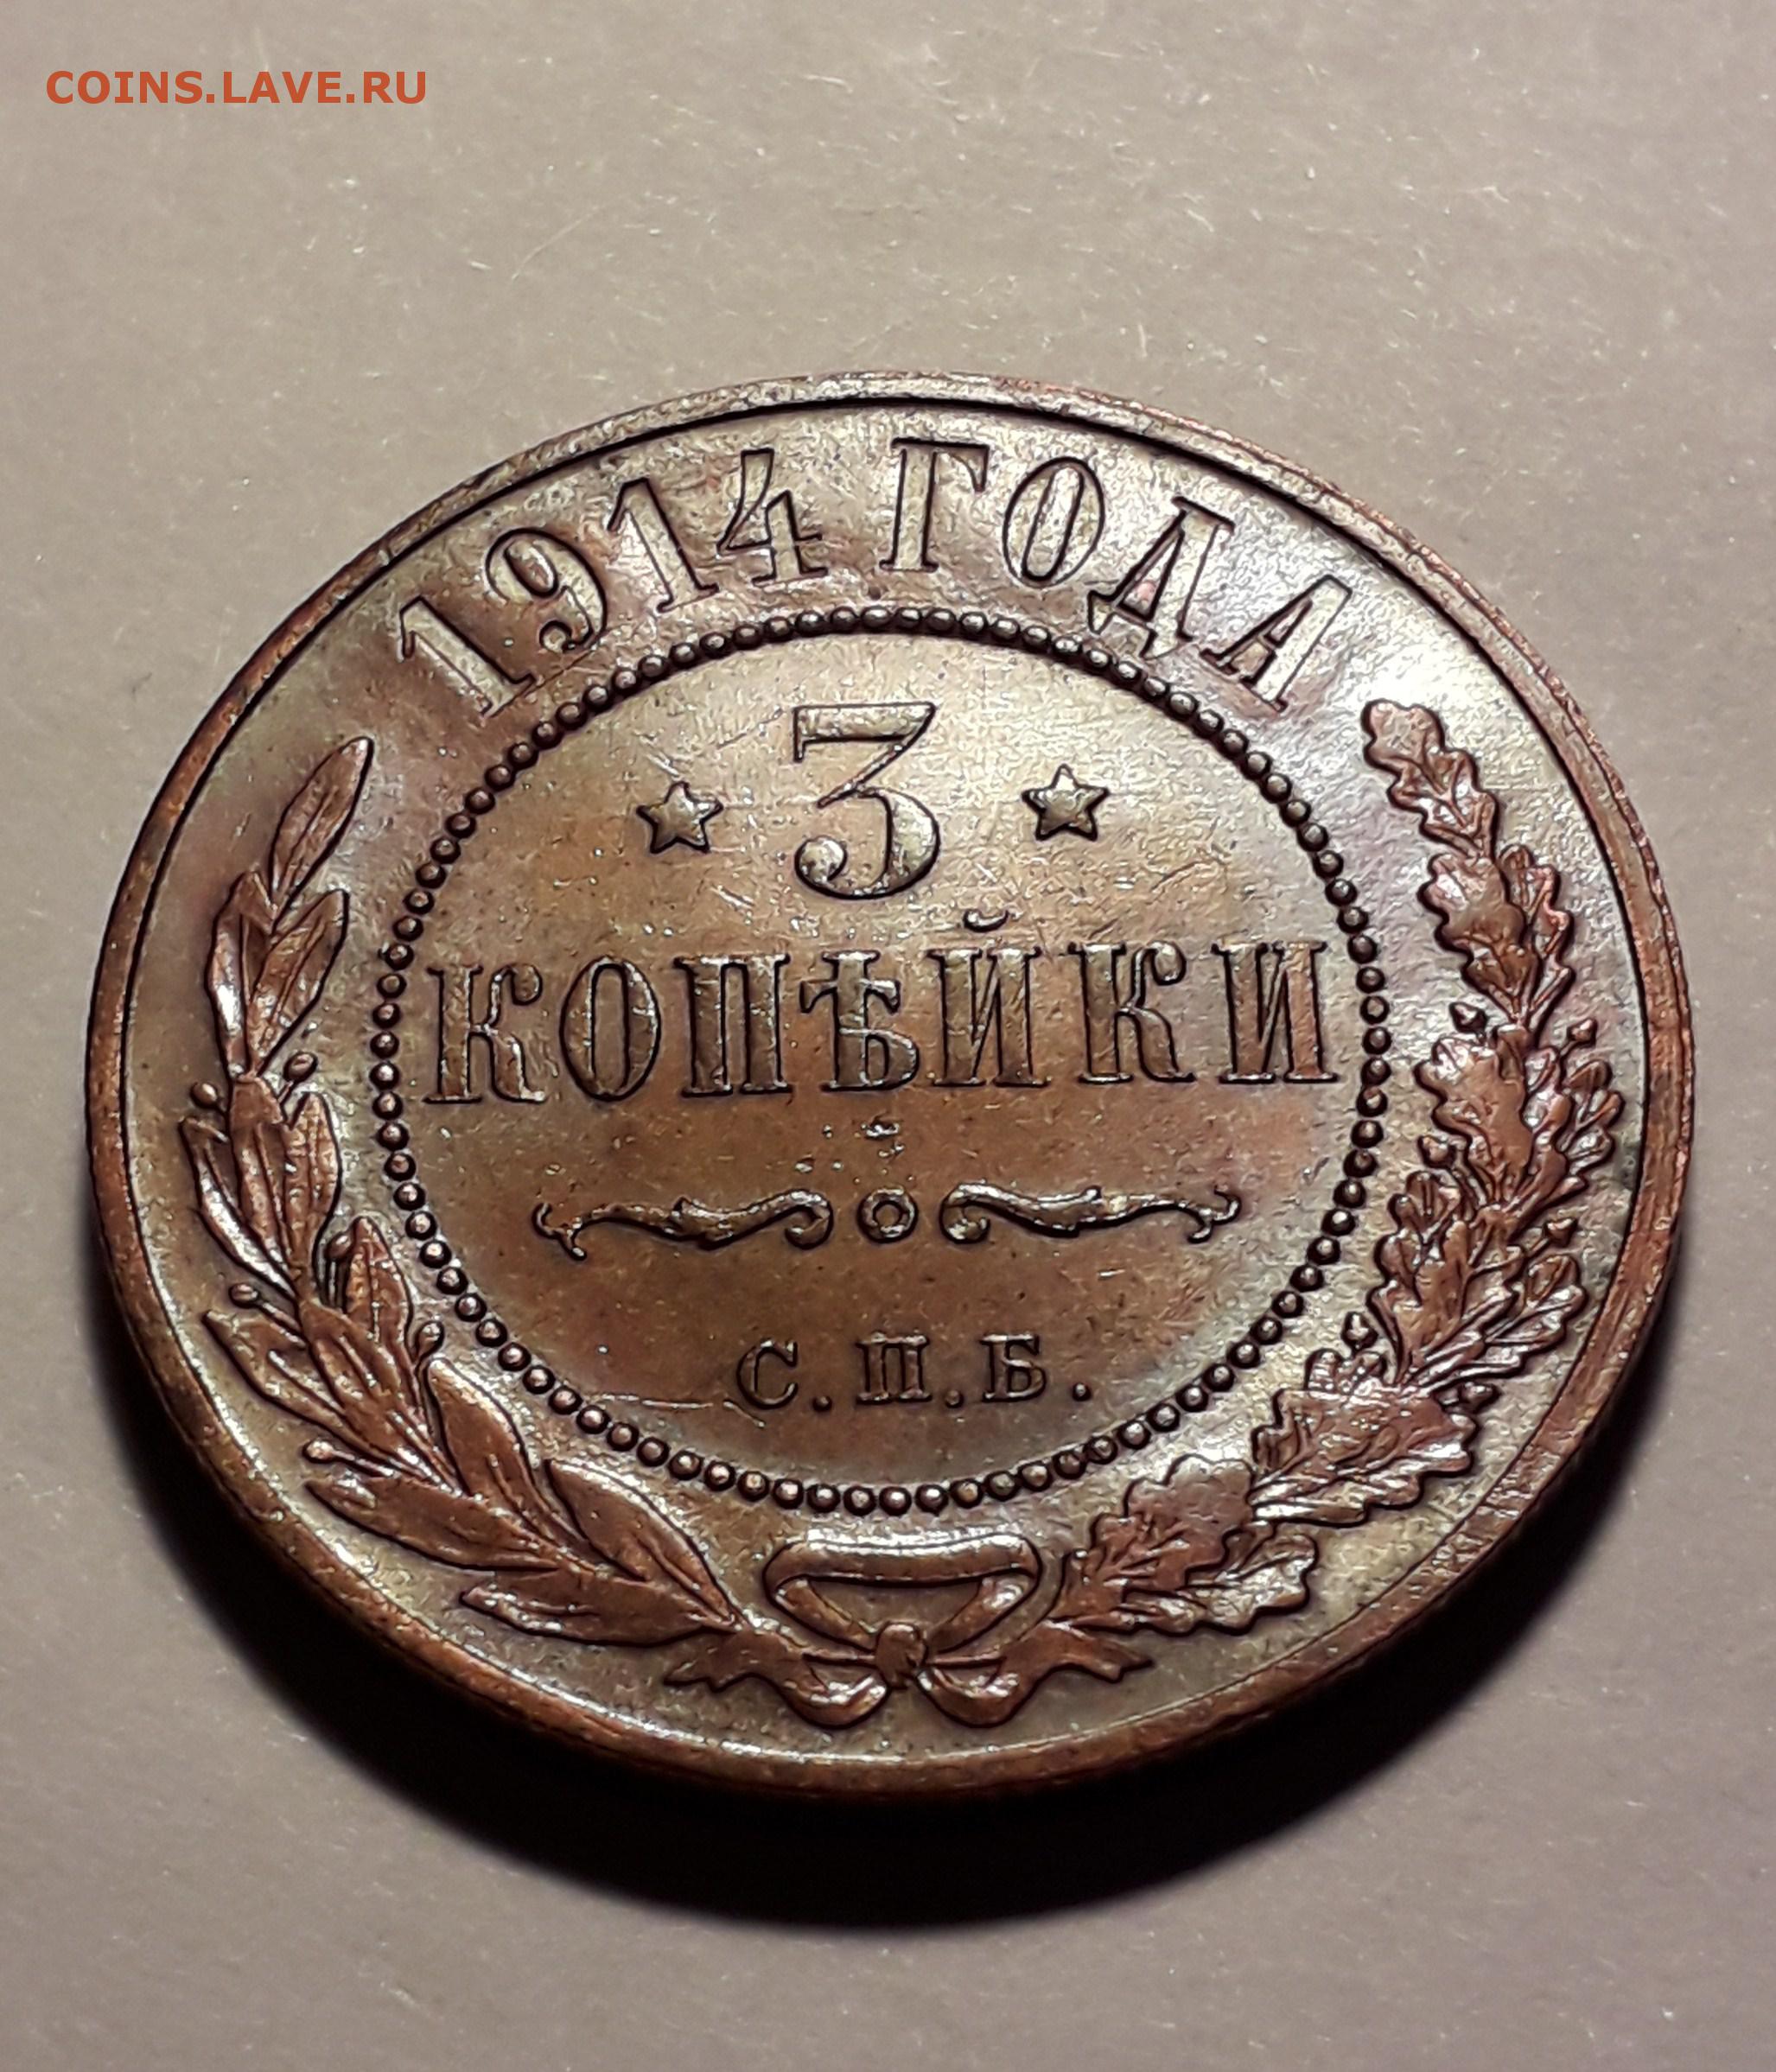 COINS.LAVE.RU
1914 ГОДА
3
КОПѢЙКИ
С.П.Б.